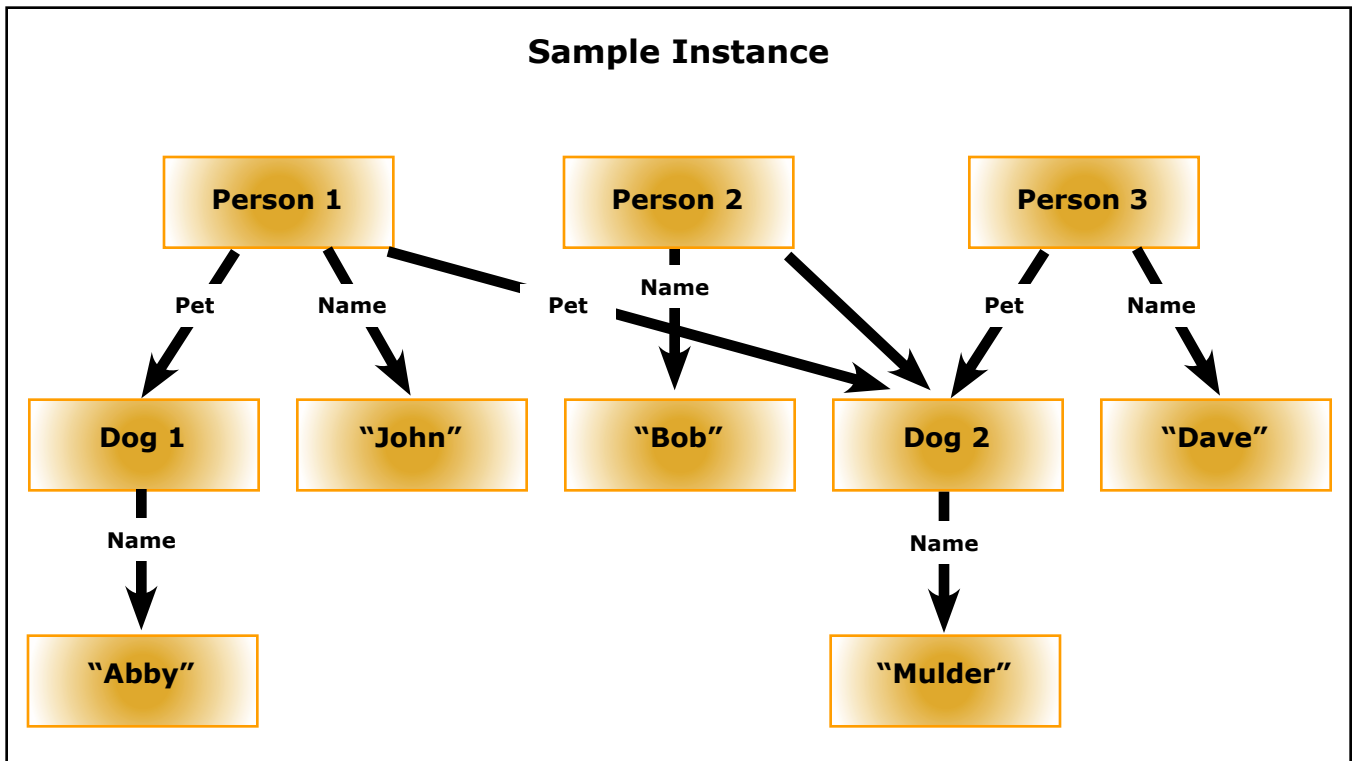 Sample Instance
Person 1
Person 2
Person 3
Pet
Name
Pet
Name
Pet
Name
Dog 1
“John”
“Bob”
Dog 2
“Dave”
Name
Name
“Abby”
“Mulder”